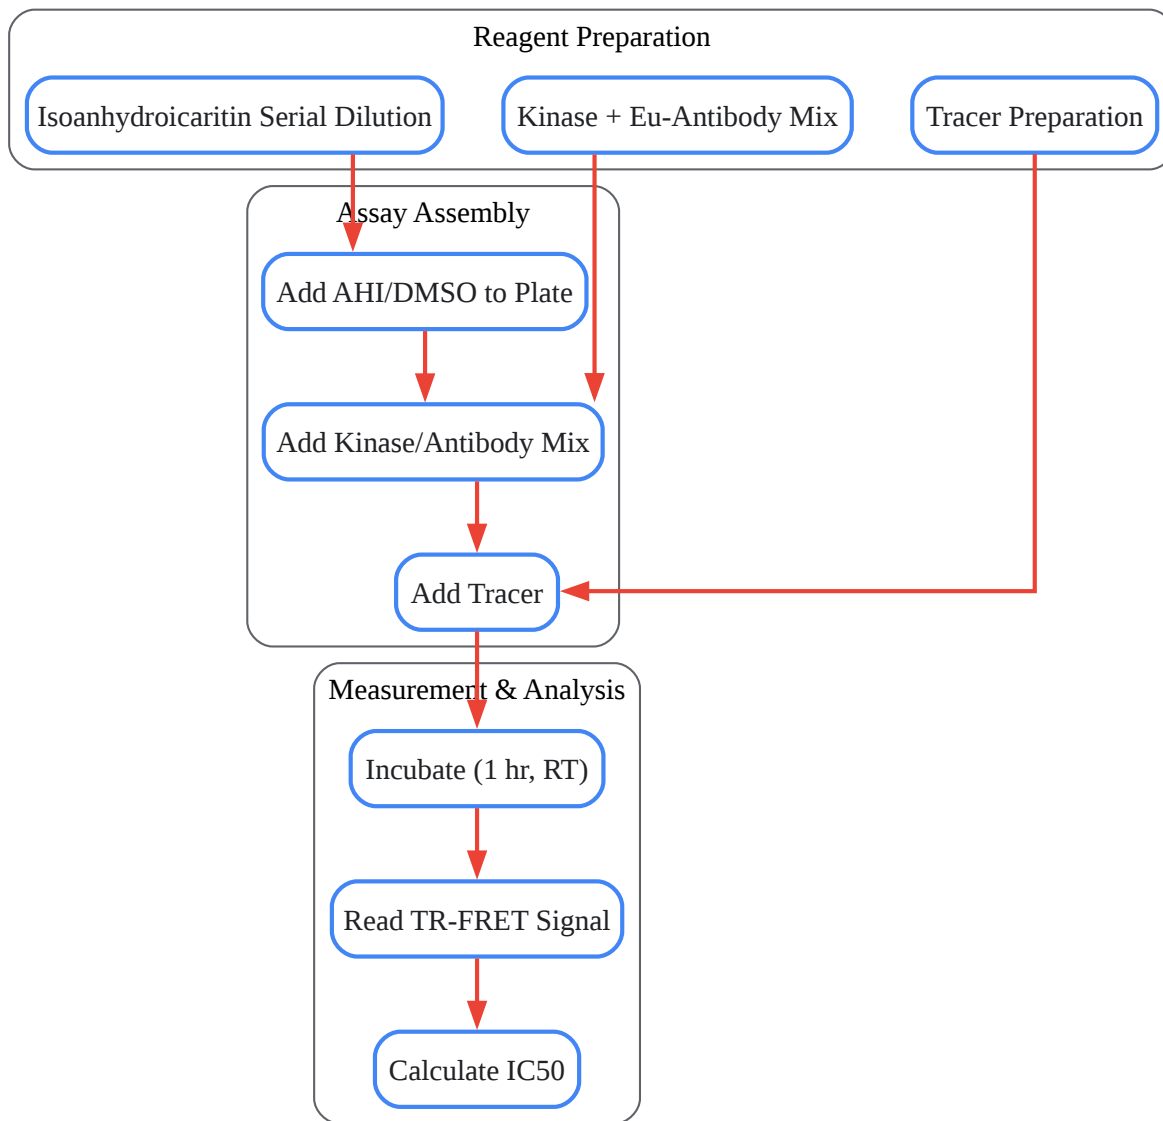 Reagent Preparation
Isoanhydroicaritin Serial Dilution
Kinase + Eu-Antibody Mix
Tracer Preparation
Assay Assembly
Add AHI/DMSO to Plate
Add Kinase/Antibody Mix
Add Tracer
Measurement & Analysis
Incubate (1 hr, RT)
Read TR-FRET Signal
Calculate IC50